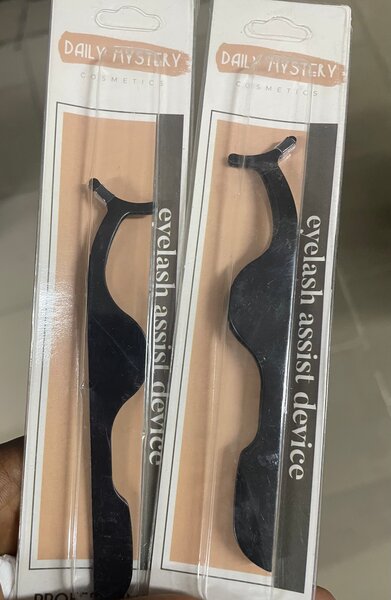 DAILY MYSTERY
COSMETICS
eyelash assist device
DAILY MYSTERY
COSMETICS
eyelash assist device